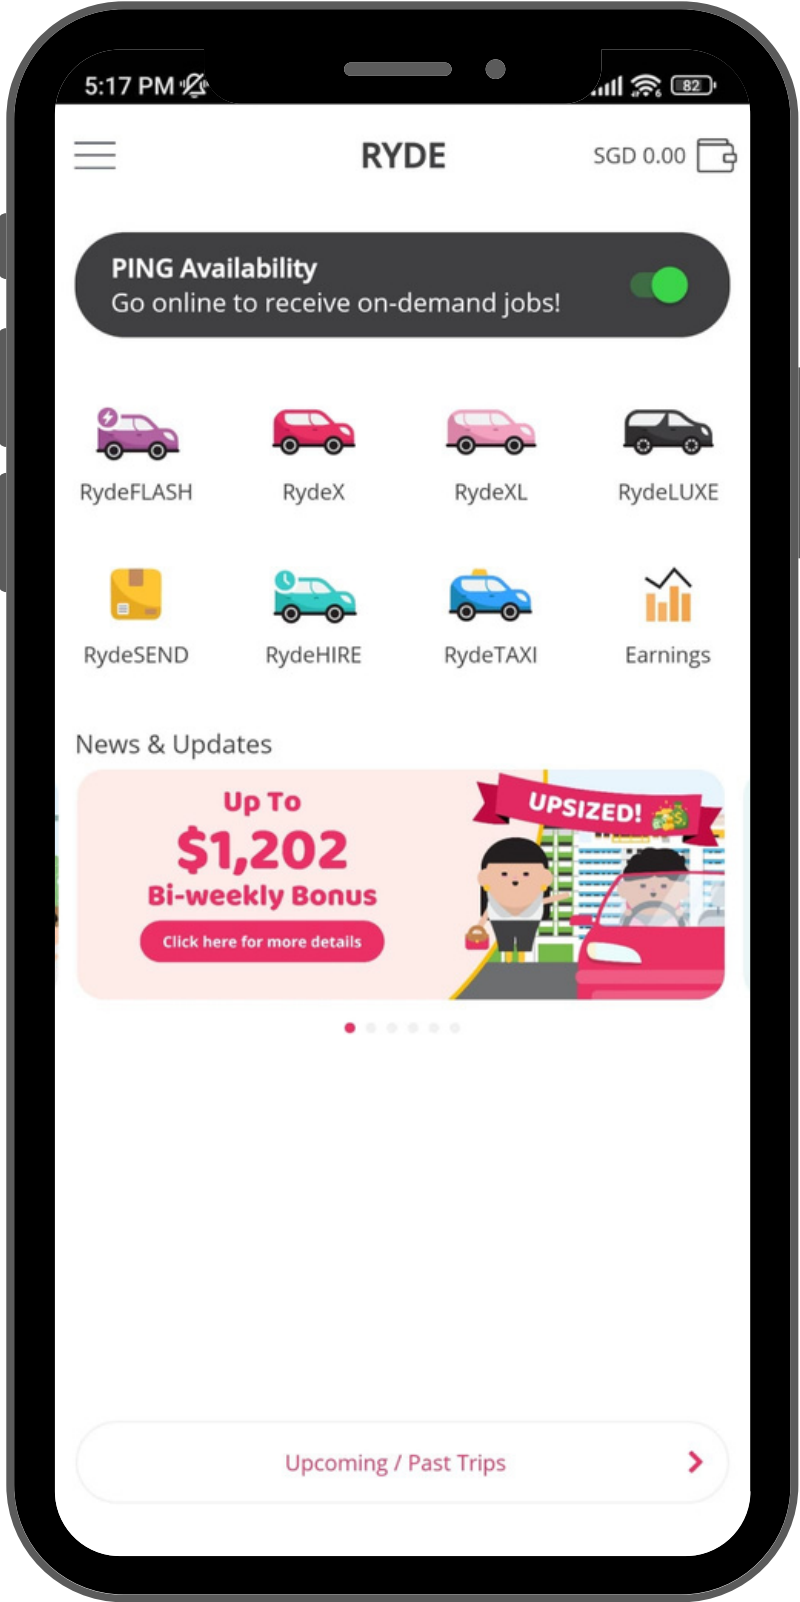 5:17 PM
82
RYDE
SGD 0.00
PING Availability
Go online to receive on-demand jobs!
RydeFLASH
RydeX
RydeXL
RydeLUXE
RydeSEND
RydeHIRE
RydeTAXI
Earnings
News & Updates
Up To
$1,202
Bi-weekly Bonus
Click here for more details
UPSIZED!
Upcoming / Past Trips